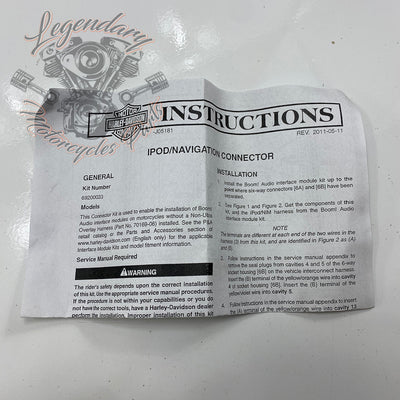 Legendary
Motorcycles
MOTOR
HARLEY-DAVIDSON
INSTRUCTIONS
-J05181
REV. 2011-05-11
IPOD/NAVIGATION CONNECTOR
GENERAL
Kit Number
69200033
Models
This Connector Kit is used to enable the installation of Boom!
Audio interface modules on motorcycles without a Non-Ultra
Overlay harness (Part No. 70169-06) installed. See the P&A
retail catalog or the Parts and Accessories section of
www.harley-davidson.com (English only) for the applicable
Interface Module Kits and model fitment information.
Service Manual Required
WARNING
The rider's safety depends upon the correct installation
of this kit. Use the appropriate service manual procedures.
If the procedure is not within your capabilities or you do
not have the correct tools, have a Harley-Davidson dealer
perform the installation. Improper installation of this kit
INSTALLATION
1. Install the Boom! Audio interface module kit up to the
point where six-way connectors [6A] and [6B] have been
separated.
2. See Figure 1 and Figure 2. Get the components of this
kit, and the iPod/NIM harness from the Boom! Audio
interface module.
NOTE
The terminals are different at each end of the two wires in the
harness (3) from this kit, and are identified in Figure 2 as (A)
and (B).
3. Follow instructions in the service manual appendix to
remove the seal plugs from cavities 4 and 5 of the 6-way
socket housing [6B] on the vehicle interconnect harness.
Insert the (B) terminal of the yellow/orange wire into cavity
4 of socket housing [6B]. Insert the (B) terminal of the
yellow/violet wire into cavity 5.
4. Follow instructions in the service manual appendix to insert
the (A) terminal of the yellow/orange wire into cavity 13